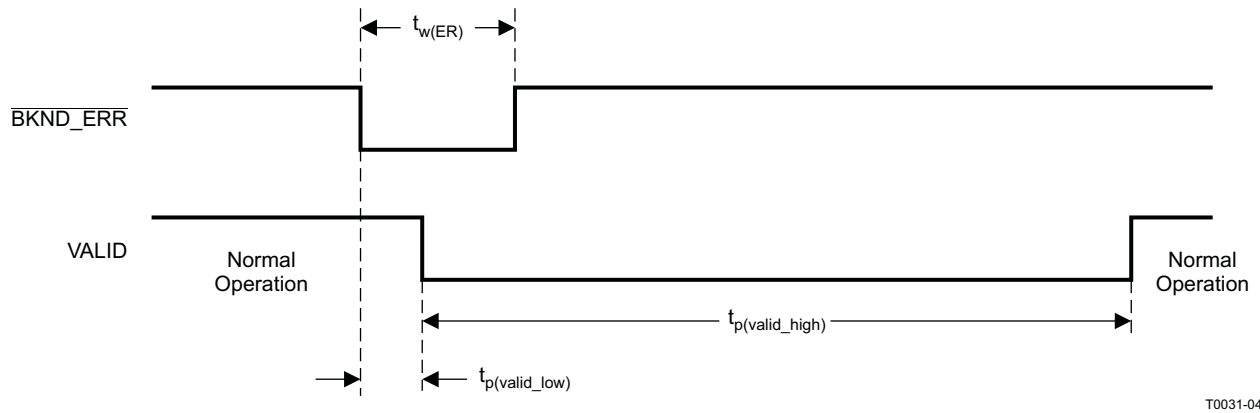 tw(ER)
BKND_ERR
VALID
Normal
Operation
Normal
Operation
tp(valid_high)
tp(valid_low)
T0031-04